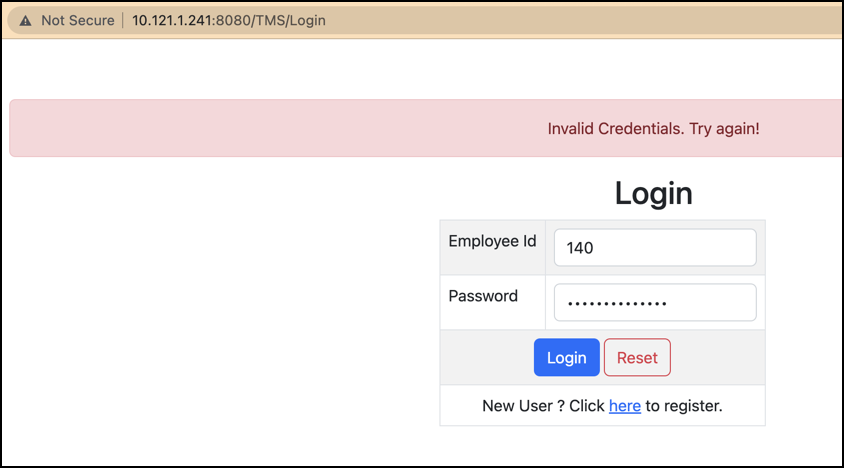 Not Secure | 10.121.1.241:8080/TMS/Login
Invalid Credentials. Try again!
Login
Employee Id 140
Password ••••••••••••••
Login Reset
New User ? Click here to register.